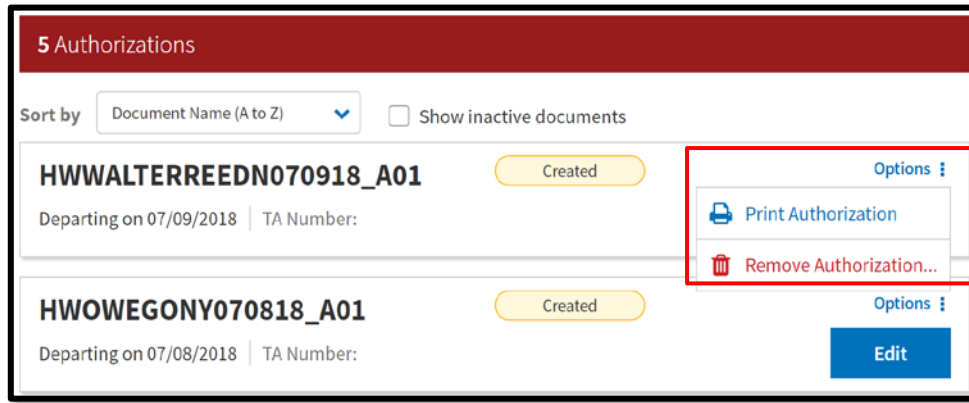 5 Authorizations
Sort by Document Name (A to Z) Show inactive documents
HWWALTERREEDN070918_A01 Created Options
Departing on 07/09/2018 TA Number: Print Authorization
Remove Authorization...
HWOWEGONY070818_A01 Created Options
Departing on 07/08/2018 TA Number: Edit